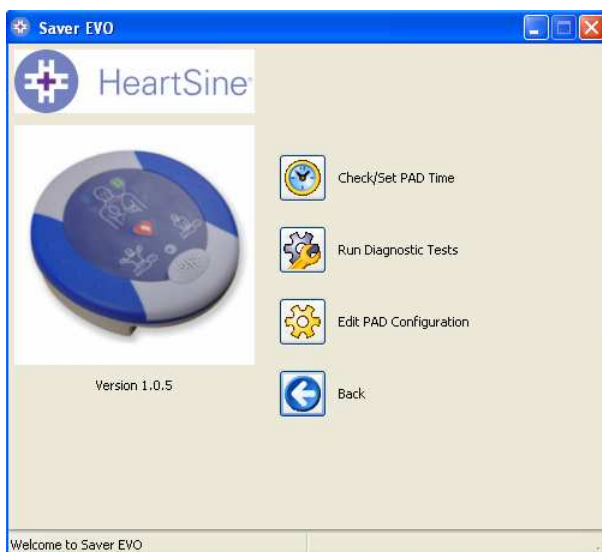 Saver EVO
HeartSine
Check/Set PAD Time
Run Diagnostic Tests
Edit PAD Configuration
Version 1.0.5
Back
Welcome to Saver EVO